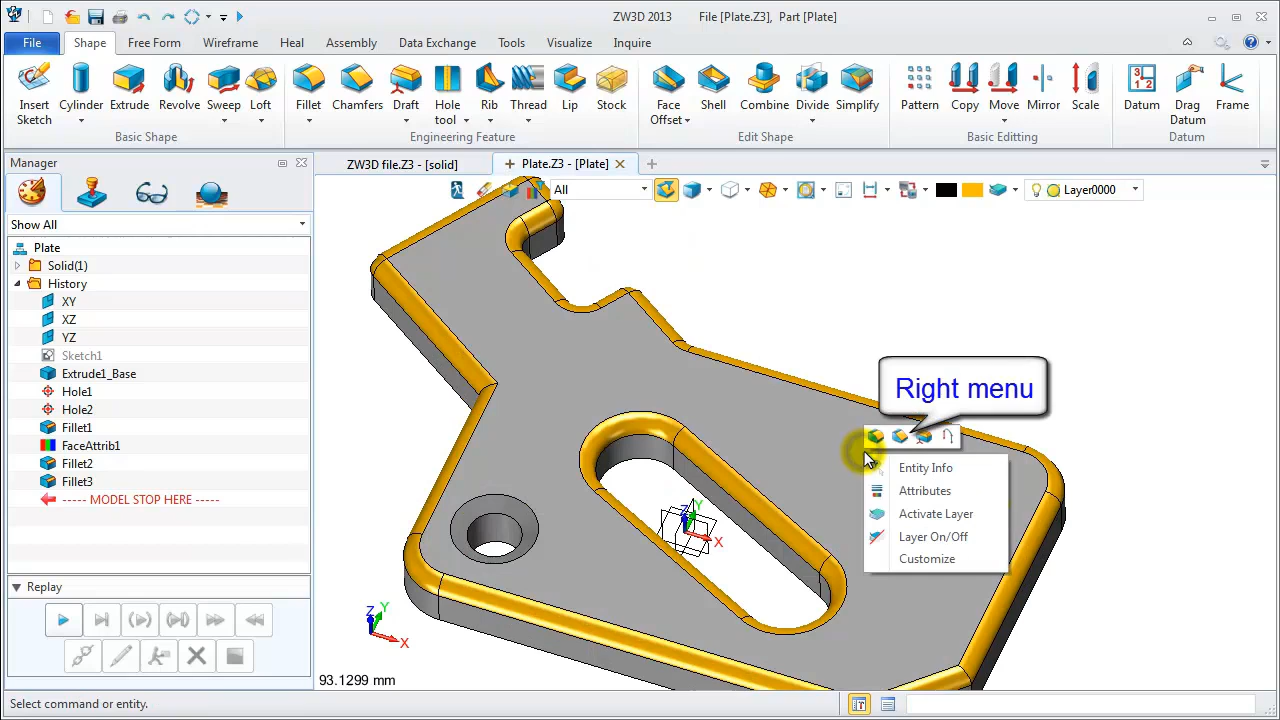 ZW3D 2013 File [Plate.Z3], Part [Plate]
File Shape Free Form Wireframe Heal Assembly Data Exchange Tools Visualize Inquire
Insert Sketch
Cylinder
Extrude
Revolve
Sweep
Loft
Basic Shape
Fillet
Chamfers
Draft
Hole tool
Rib
Thread
Lip
Stock
Engineering Feature
Face Offset
Shell
Combine
Divide
Simplify
Edit Shape
Pattern
Copy
Move
Mirror
Scale
Basic Editting
Datum
Drag Datum
Frame
Datum
Manager
ZW3D file.Z3 - [solid]
Plate.Z3 - [Plate]
All
Layer0000
Show All
Plate
Solid(1)
History
XY
XZ
YZ
Sketch1
Extrude1_Base
Hole1
Hole2
Fillet1
FaceAttrib1
Fillet2
Fillet3
----- MODEL STOP HERE -----
Replay
Right menu
Entity Info
Attributes
Activate Layer
Layer On/Off
Customize
Z
Y
X
Z
Y
X
93.1299 mm
Select command or entity.